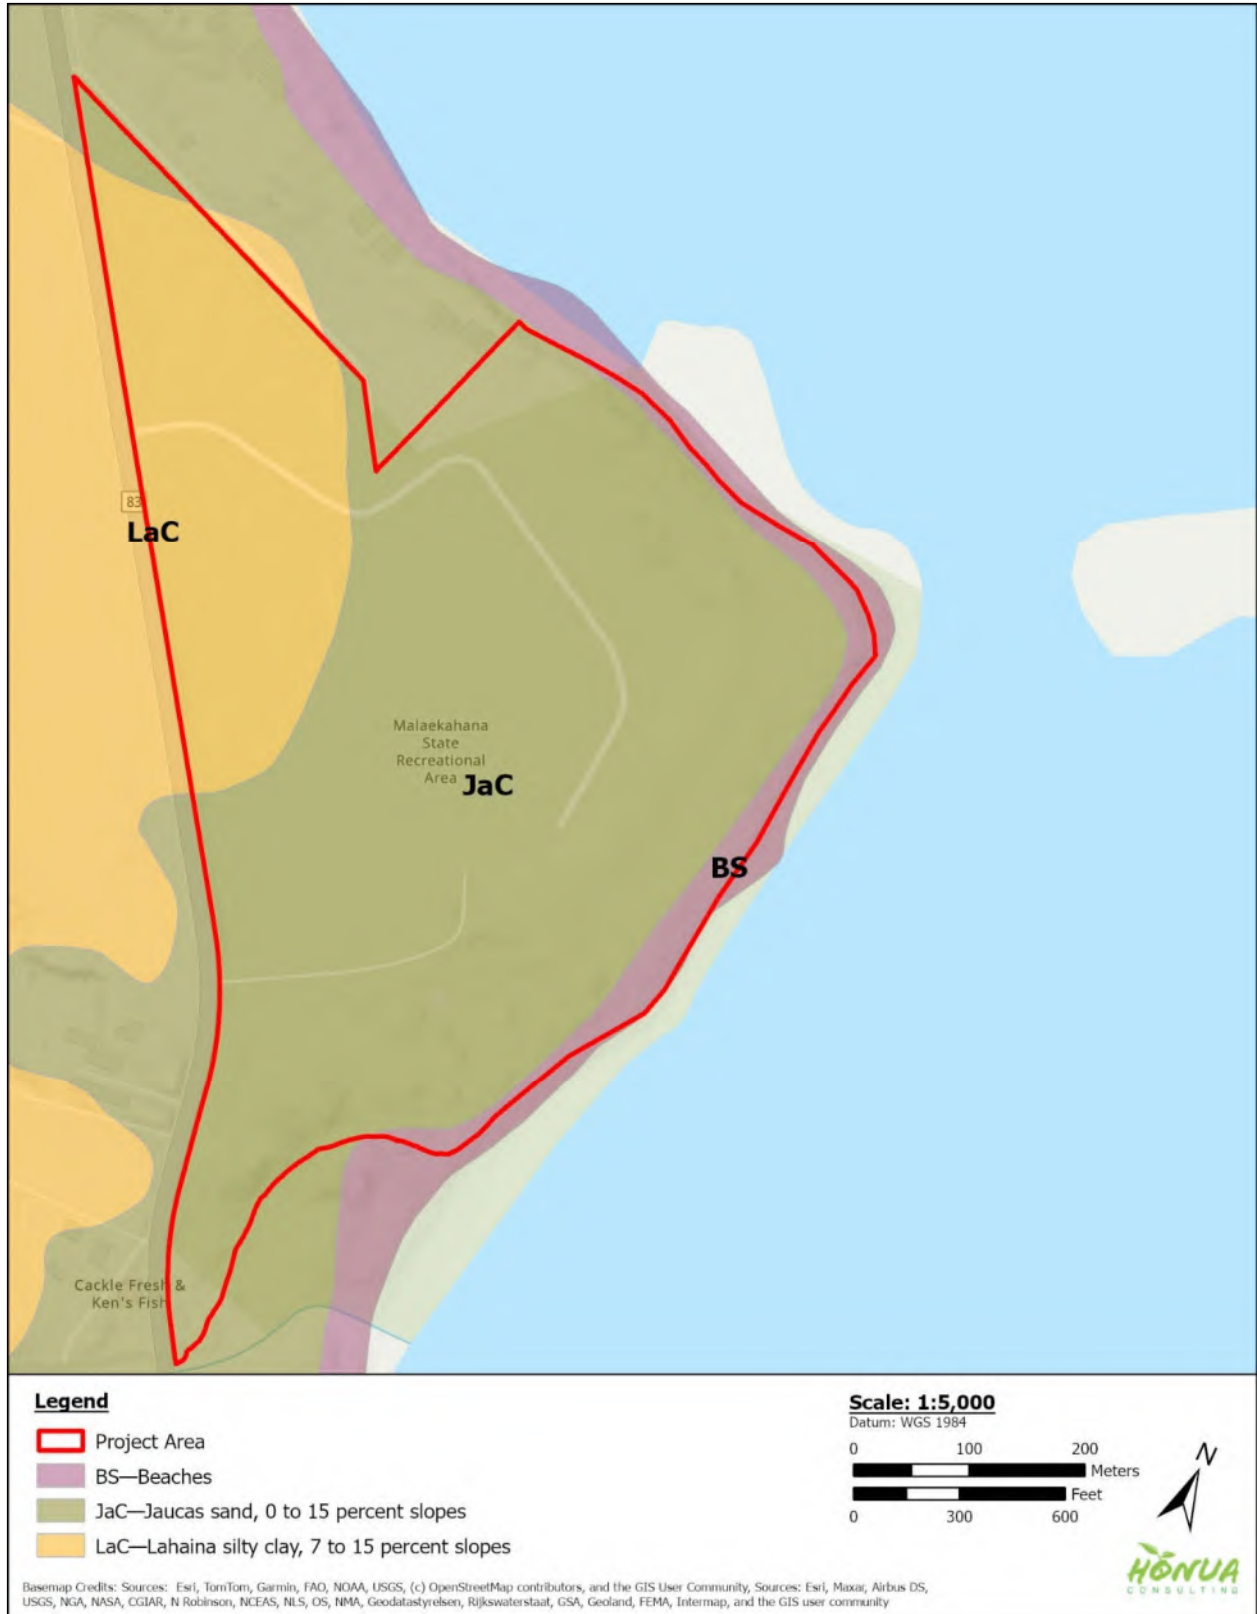 83
LaC
Malaekahana
State
Recreational
Area
JaC
BS
Cackle Fresh &
Ken's Fish
Legend
Project Area
BS—Beaches
JaC—Jaucas sand, 0 to 15 percent slopes
LaC—Lahaina silty clay, 7 to 15 percent slopes
Scale: 1:5,000
Datum: WGS 1984
0 100 200
Meters
Feet
0 300 600
N
HŌNUA
CONSULTING
Basemap Credits: Sources: Esri, TomTom, Garmin, FAO, NOAA, USGS, (c) OpenStreetMap contributors, and the GIS User Community, Sources: Esri, Maxar, Airbus DS,
USGS, NGA, NASA, CGIAR, N Robinson, NCEAS, NLS, OS, NMA, Geodatastyrelsen, Rijkswaterstaat, GSA, Geoland, FEMA, Intermap, and the GIS user community